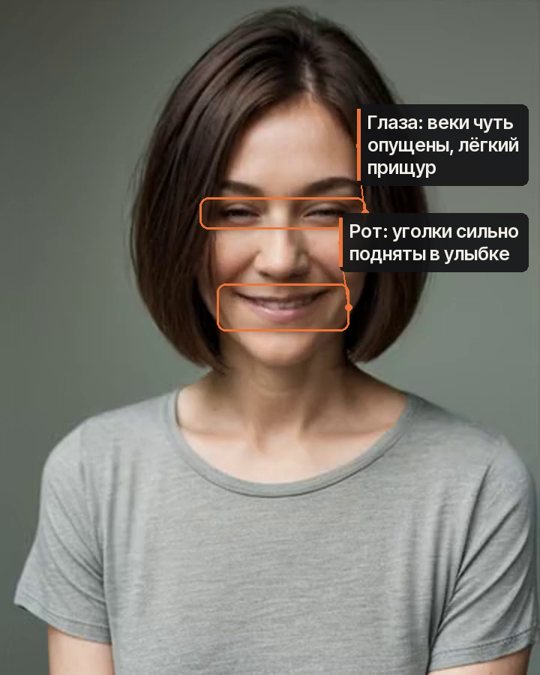 Глаза: веки чуть
опущены, лёгкий
прищур
Рот: уголки сильно
подняты в улыбке